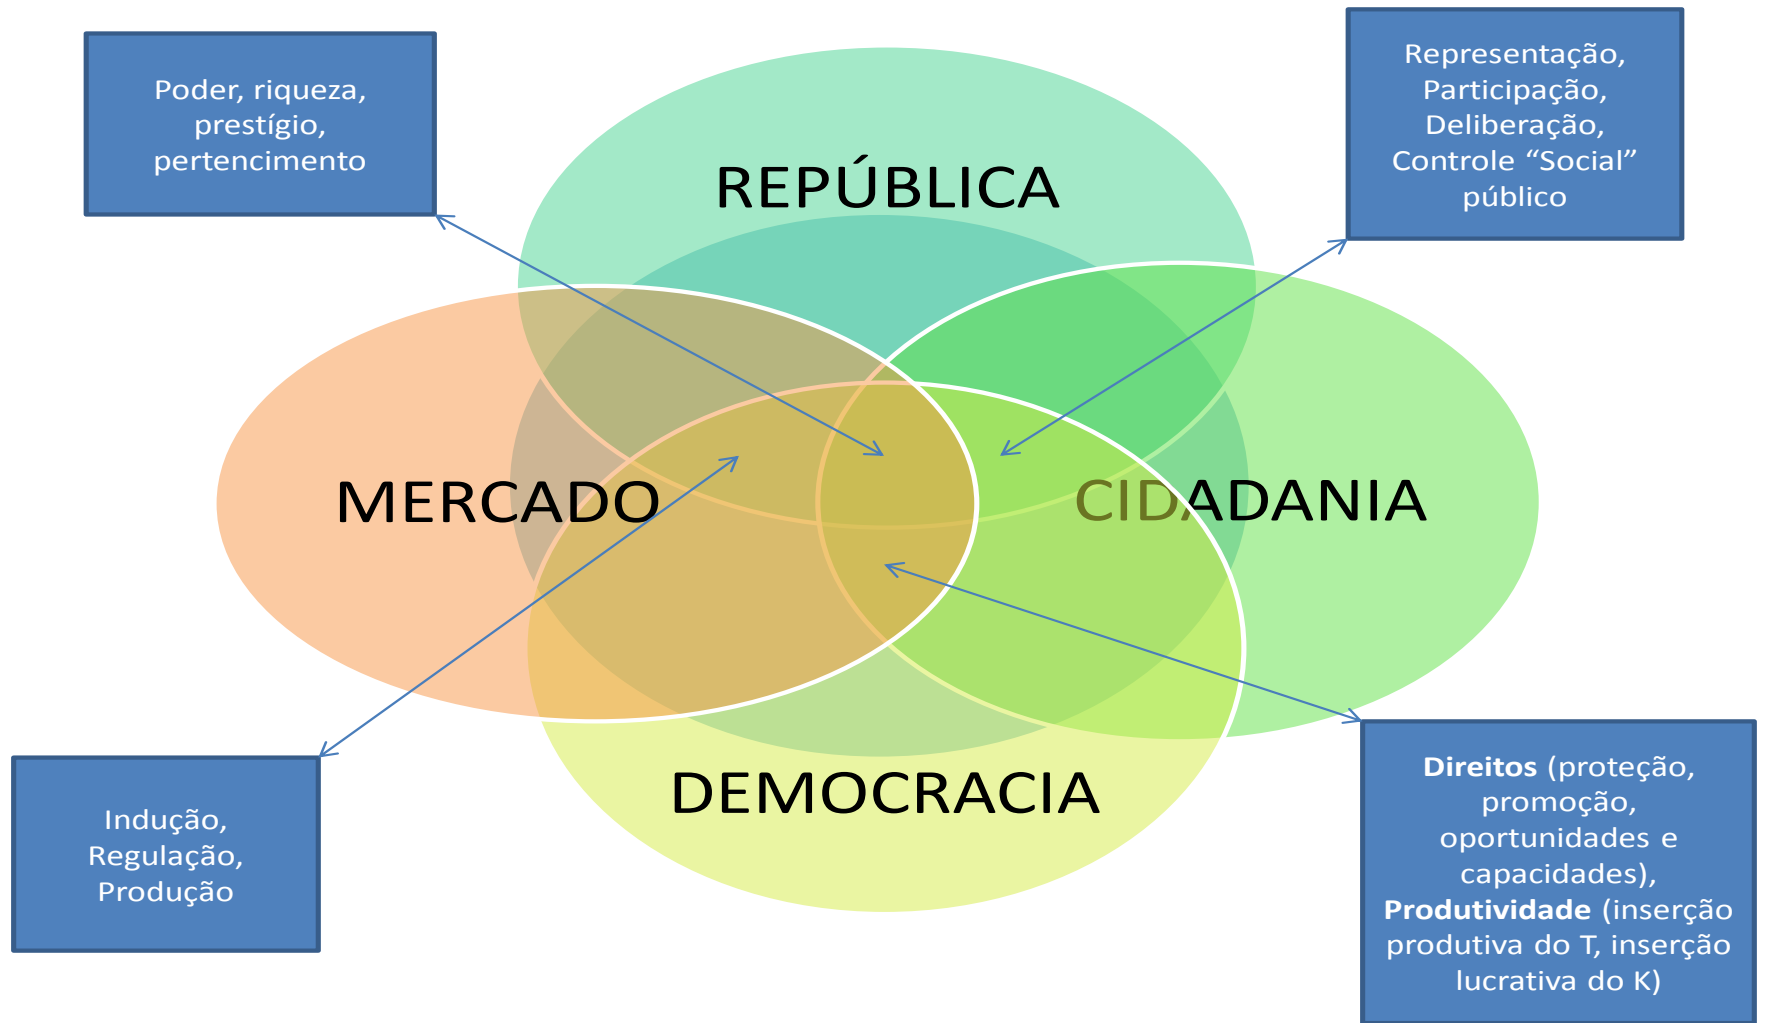 Poder, riqueza,
prestígio,
pertencimento
Representação,
Participação,
Deliberação,
Controle “Social”
público
REPÚBLICA
MERCADO
CIDADANIA
DEMOCRACIA
Indução,
Regulação,
Produção
Direitos (proteção,
promoção,
oportunidades e
capacidades),
Produtividade (inserção
produtiva do T, inserção
lucrativa do K)